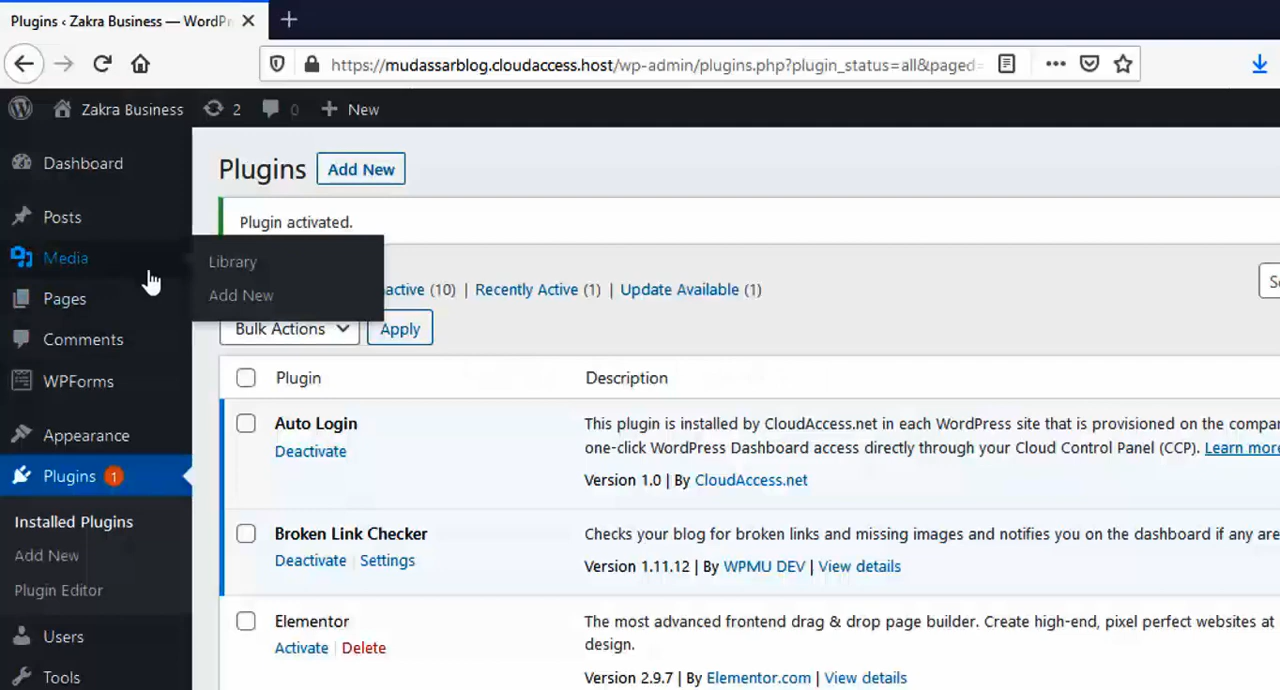 Plugins ‹ Zakra Business — WordPr
https://mudassarblog.cloudaccess.host/wp-admin/plugins.php?plugin_status=all&paged=
Zakra Business 2 0 New
Dashboard
Posts
Media
Pages
Comments
WPForms
Appearance
Plugins 1
Installed Plugins
Add New
Plugin Editor
Users
Tools
Library
Add New
Plugins Add New
Plugin activated.
(10) | Recently Active (1) | Update Available (1)
Bulk Actions Apply
Plugin Description
Auto Login
Deactivate
This plugin is installed by CloudAccess.net in each WordPress site that is provisioned on the
one-click WordPress Dashboard access directly through your Cloud Control Panel (CCP). Learn more
Version 1.0 | By CloudAccess.net
Broken Link Checker
Deactivate | Settings
Checks your blog for broken links and missing images and notifies you on the dashboard if any are
Version 1.11.12 | By WPMU DEV | View details
Elementor
Activate | Delete
The most advanced frontend drag & drop page builder. Create high-end, pixel perfect websites at
design.
Version 2.9.7 | By Elementor.com | View details